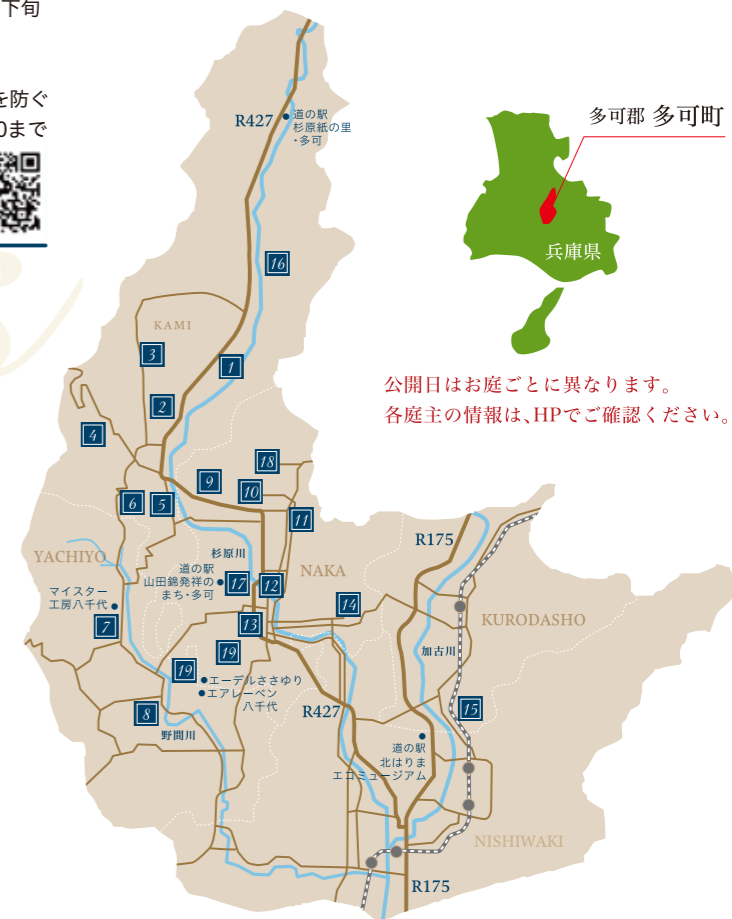 下旬
を防ぐ
0まで
R427
道の駅
杉原紙の里
・多可
多可郡 多可町
兵庫県
16
KAMI
3
1
2
公開日はお庭ごとに異なります。
各庭主の情報は、HPでご確認ください。
4
18
9
10
6
5
11
R175
YACHIYO
杉原川
道の駅
山田錦発祥の
まち・多可
17
12
NAKA
マイスター
工房八千代
7
14
KURODASHO
13
加古川
19
19
エーデルささゆり
エアレーベン
八千代
8
野間川
R427
15
道の駅
北はりま
エコミュージアム
NISHIWAKI
R175